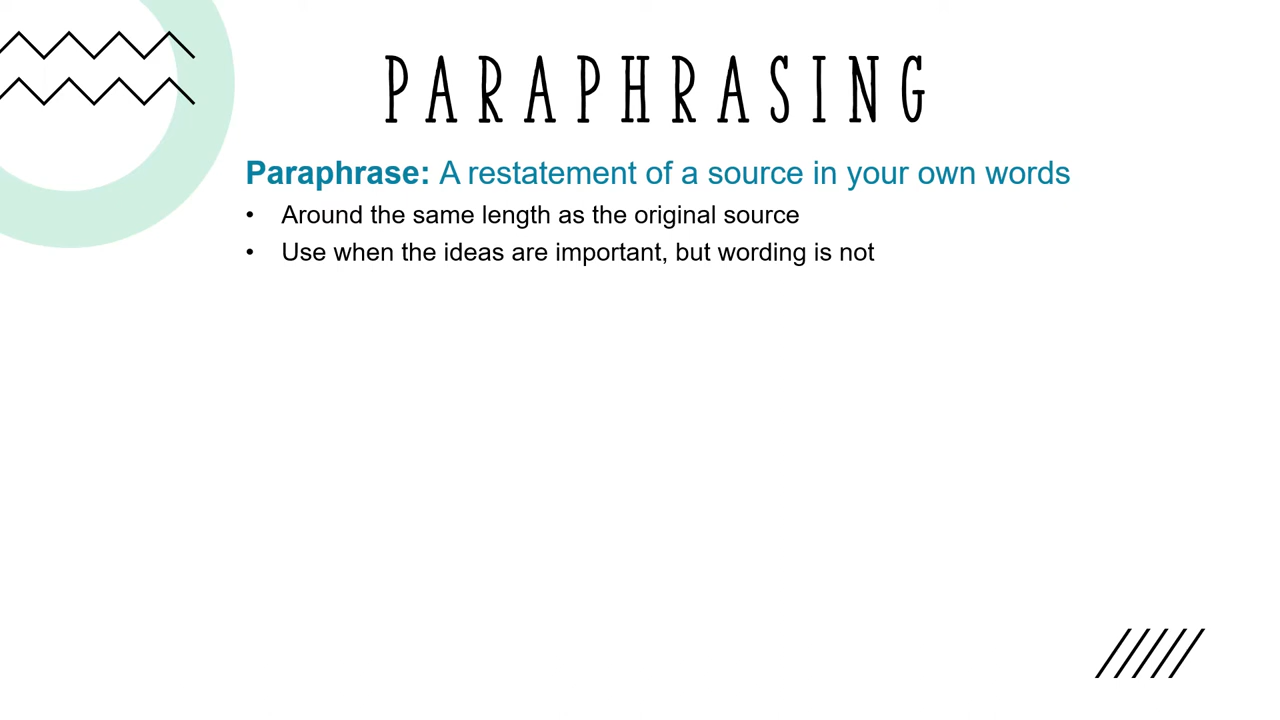 PARAPHRASING
Paraphrase: A restatement of a source in your own words
• Around the same length as the original source
• Use when the ideas are important, but wording is not